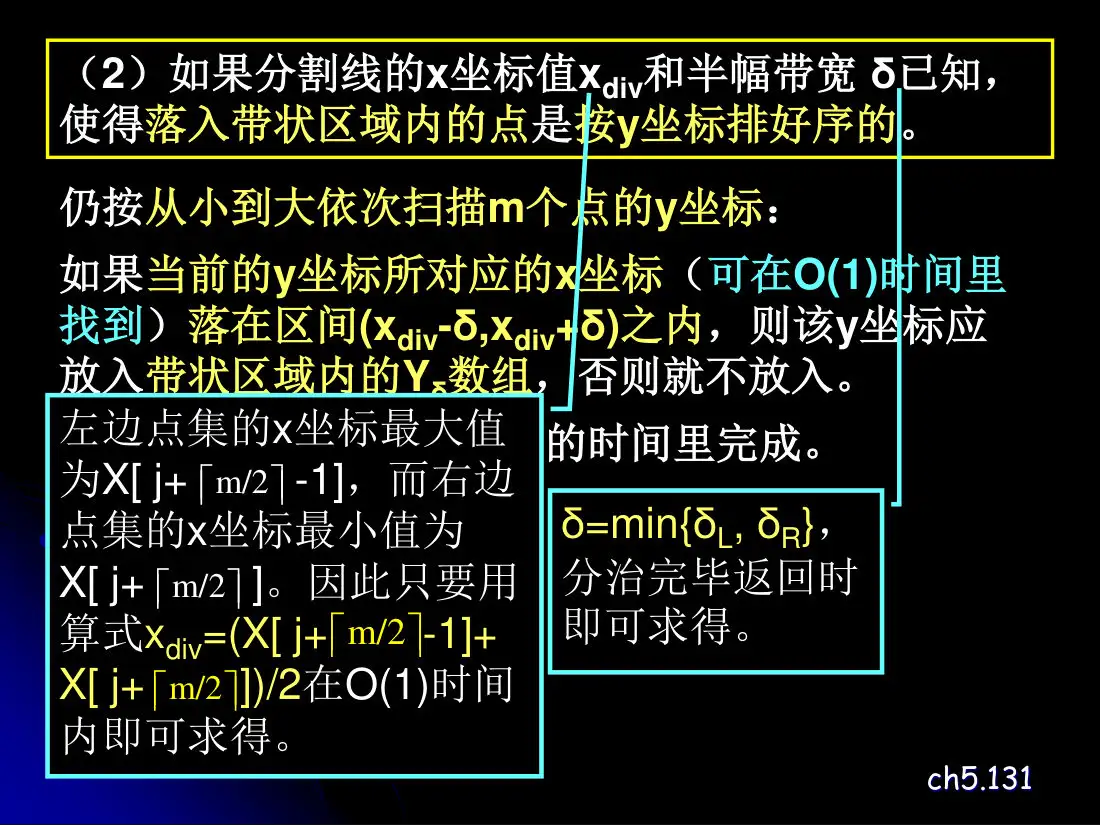 （2）如果分割线的x坐标值xdiv和半幅带宽 δ已知，
使得落入带状区域内的点是按y坐标排好序的。
仍按从小到大依次扫描m个点的y坐标：
如果当前的y坐标所对应的x坐标（可在O(1)时间里
找到）落在区间(xdiv-δ,xdiv+δ)之内，则该y坐标应
放入带状区域内的Yδ数组，否则就不放入。
的时间里完成。
左边点集的x坐标最大值
为X[ j+⌈m/2⌉ -1]，而右边
点集的x坐标最小值为
X[ j+⌈m/2⌉ ]。因此只要用
算式xdiv=(X[ j+⌈m/2⌉-1]+
X[ j+⌈m/2⌉])/2在O(1)时间
内即可求得。
δ=min{δL, δR}，
分治完毕返回时
即可求得。
ch5.131